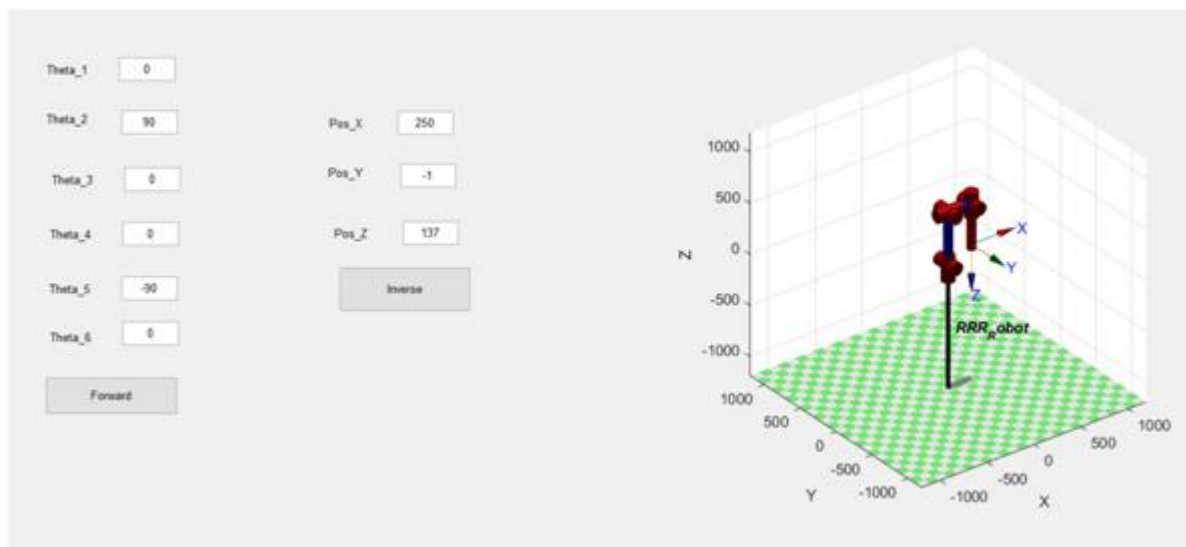 Theta_1 0
Theta_2 90
Theta_3 0
Theta_4 0
Theta_5 -90
Theta_6 0
Forward
Pos_X 250
Pos_Y -1
Pos_Z 137
Inverse
1000
500
0
-500
-1000
Z
X
Y
Z
RRR_Robot
1000
500
0
-500
-1000
Y
-1000
-500
0
500
1000
X